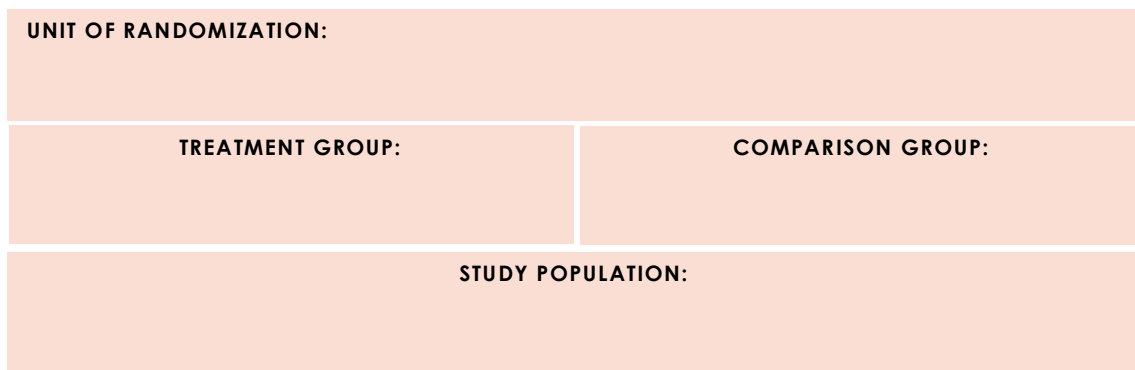 UNIT OF RANDOMIZATION:
TREATMENT GROUP:
COMPARISON GROUP:
STUDY POPULATION: